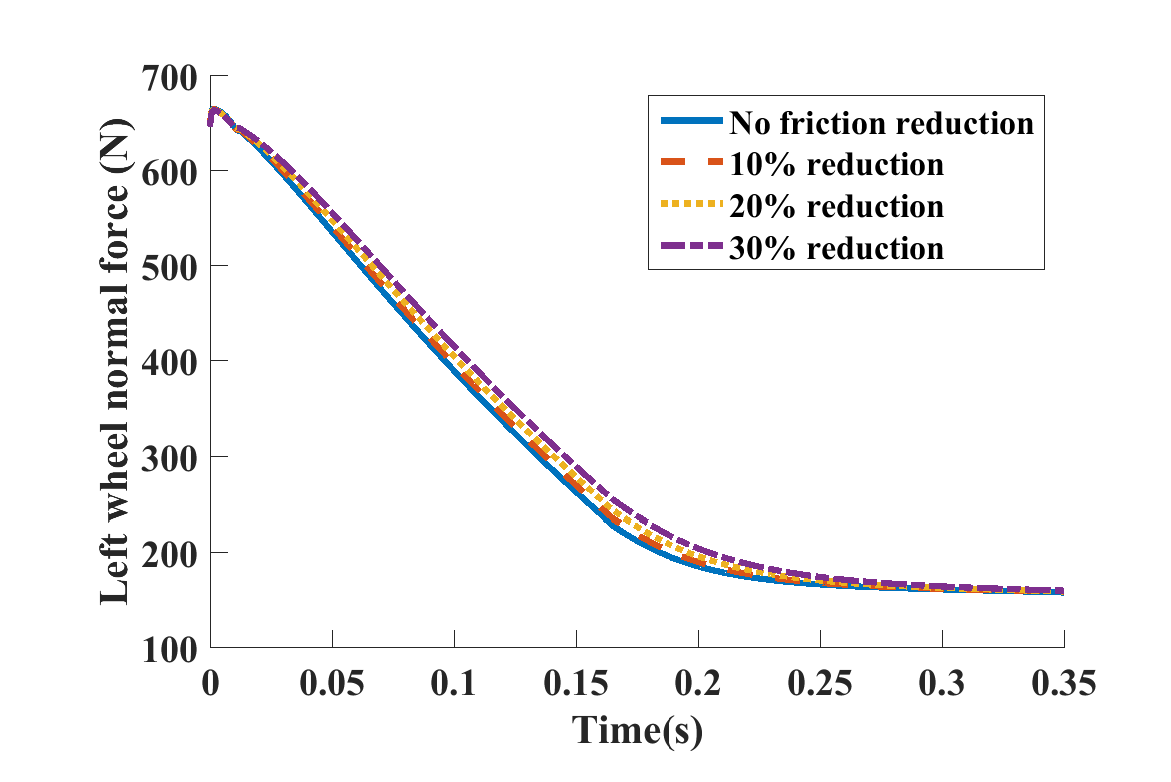 Left wheel normal force (N)
700
600
500
400
300
200
100
No friction reduction
10% reduction
20% reduction
30% reduction
0 0.05 0.1 0.15 0.2 0.25 0.3 0.35
Time(s)